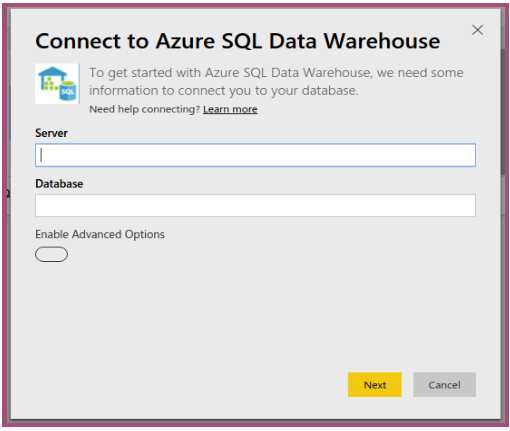 Connect to Azure SQL Data Warehouse
SQL
To get started with Azure SQL Data Warehouse, we need some
information to connect you to your database.
Need help connecting? Learn more
Server
Database
Enable Advanced Options
Next
Cancel